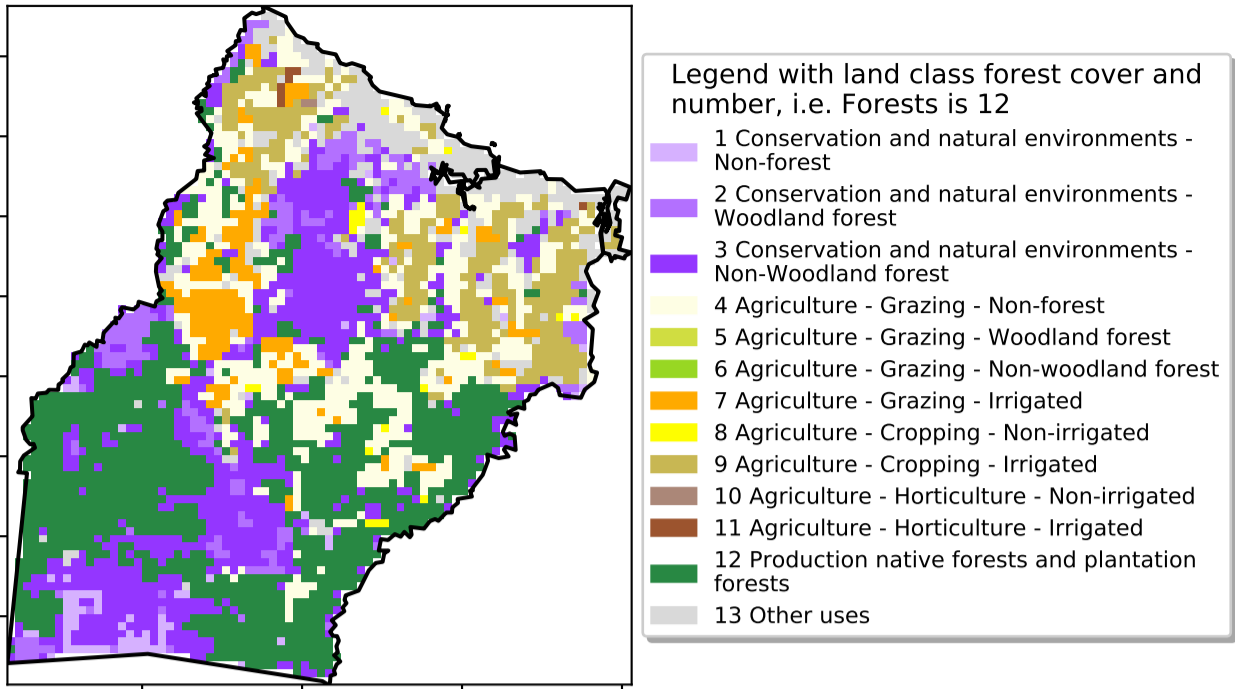 Legend with land class forest cover and
number, i.e. Forests is 12
1 Conservation and natural environments -
Non-forest
2 Conservation and natural environments -
Woodland forest
3 Conservation and natural environments -
Non-Woodland forest
4 Agriculture - Grazing - Non-forest
5 Agriculture - Grazing - Woodland forest
6 Agriculture - Grazing - Non-woodland forest
7 Agriculture - Grazing - Irrigated
8 Agriculture - Cropping - Non-irrigated
9 Agriculture - Cropping - Irrigated
10 Agriculture - Horticulture - Non-irrigated
11 Agriculture - Horticulture - Irrigated
12 Production native forests and plantation
forests
13 Other uses